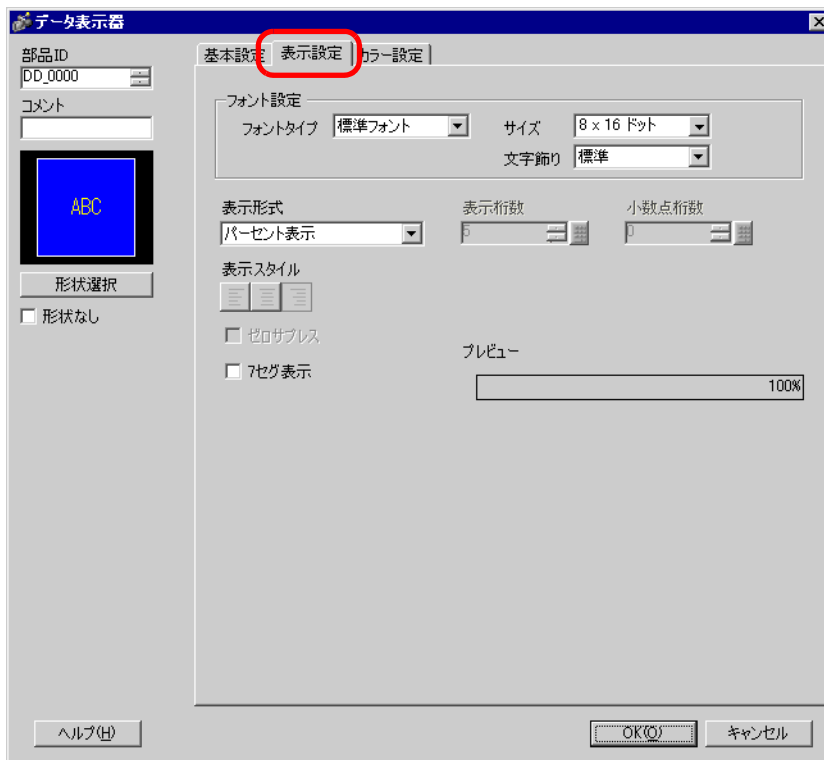 データ表示器
部品ID
DD_0000
コメント
ABC
形状選択
形状なし
基本設定 表示設定 カラー設定
フォント設定
フォントタイプ 標準フォント サイズ 8 x 16 ドット
文字飾り 標準
表示形式 表示桁数 小数点桁数
パーセント表示 5 0
表示スタイル
ゼロサプレス
7セグ表示
プレビュー
100%
ヘルプ(H) OK(O) キャンセル